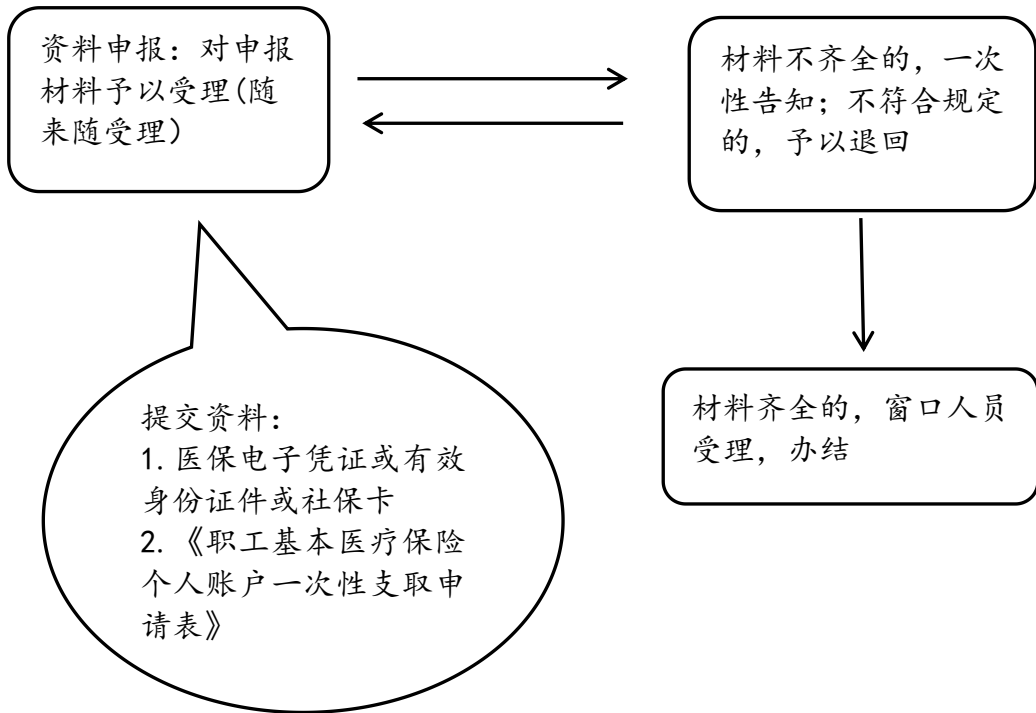 资料申报：对申报
材料予以受理(随
来随受理）
材料不齐全的，一次
性告知；不符合规定
的，予以退回
材料齐全的，窗口人员
受理，办结
提交资料：
1.医保电子凭证或有效
身份证件或社保卡
2.《职工基本医疗保险
个人账户一次性支取申
请表》